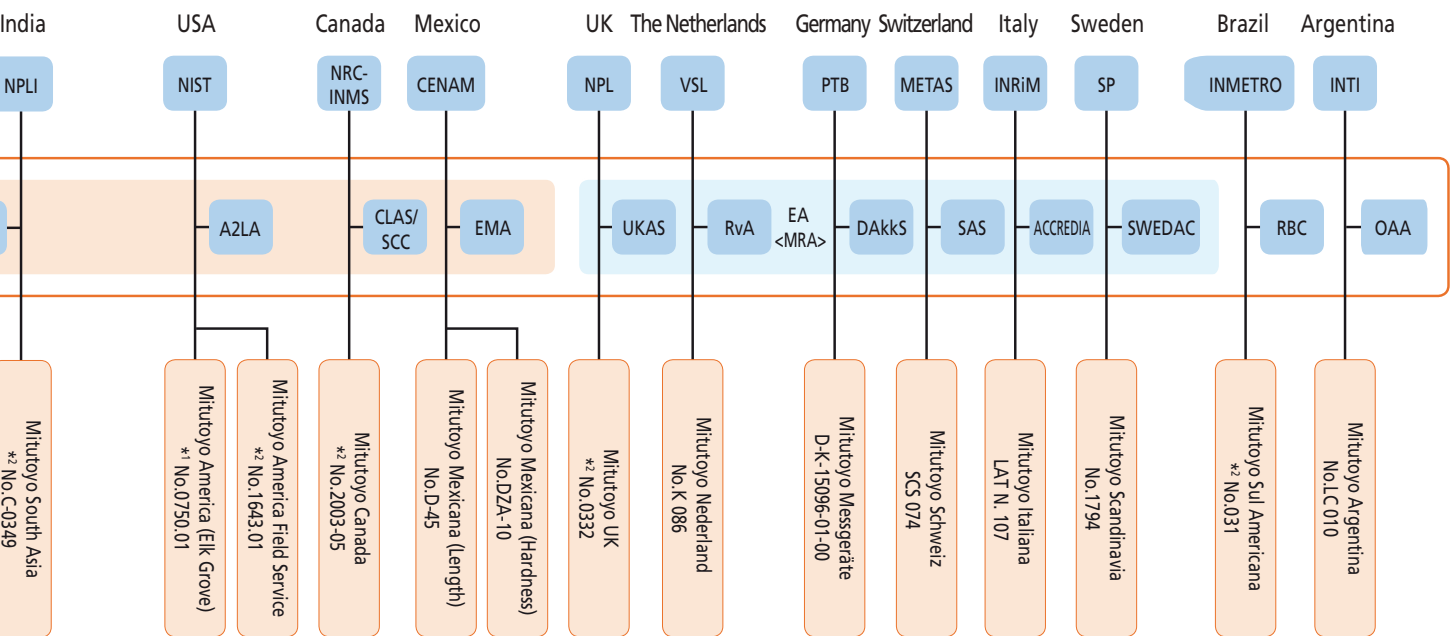 India
USA
Canada
Mexico
UK
The Netherlands
Germany
Switzerland
Italy
Sweden
Brazil
Argentina
NPLI
NIST
NRC-
INMS
CENAM
NPL
VSL
PTB
METAS
INRiM
SP
INMETRO
INTI
A2LA
CLAS/
SCC
EMA
UKAS
RvA
EA
<MRA>
DAkkS
SAS
ACCREDIA
SWEDAC
RBC
OAA
Mitutoyo South Asia
*2 No.C-0349
Mitutoyo America (Elk Grove)
*1 No.0750.01
Mitutoyo America Field Service
*2 No.1643.01
Mitutoyo Canada
*2 No.2003-05
Mitutoyo Mexicana (Length)
No.D-45
Mitutoyo Mexicana (Hardness)
No.DZA-10
Mitutoyo UK
*2 No.0332
Mitutoyo Nederland
No.K 086
Mitutoyo Messgeräte
D-K-15096-01-00
Mitutoyo Schweiz
SCS 074
Mitutoyo Italiana
LAT N. 107
Mitutoyo Scandinavia
No.1794
Mitutoyo Sul Americana
*2 No.031
Mitutoyo Argentina
No.LC 010